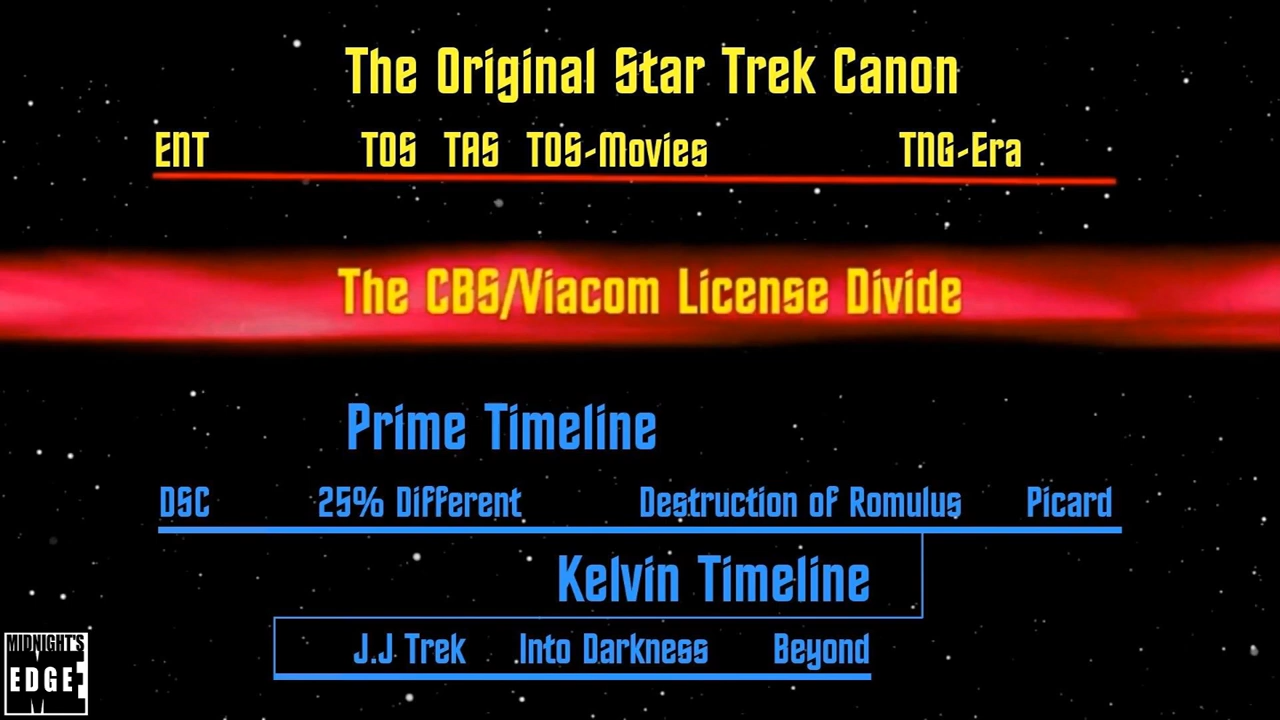 The Original Star Trek Canon
ENT TOS TAS TOS-Movies TNG-Era
The CBS/Viacom License Divide
Prime Timeline
DSC 25% Different Destruction of Romulus Picard
Kelvin Timeline
J.J Trek Into Darkness Beyond
MIDNIGHT'S
EDGE